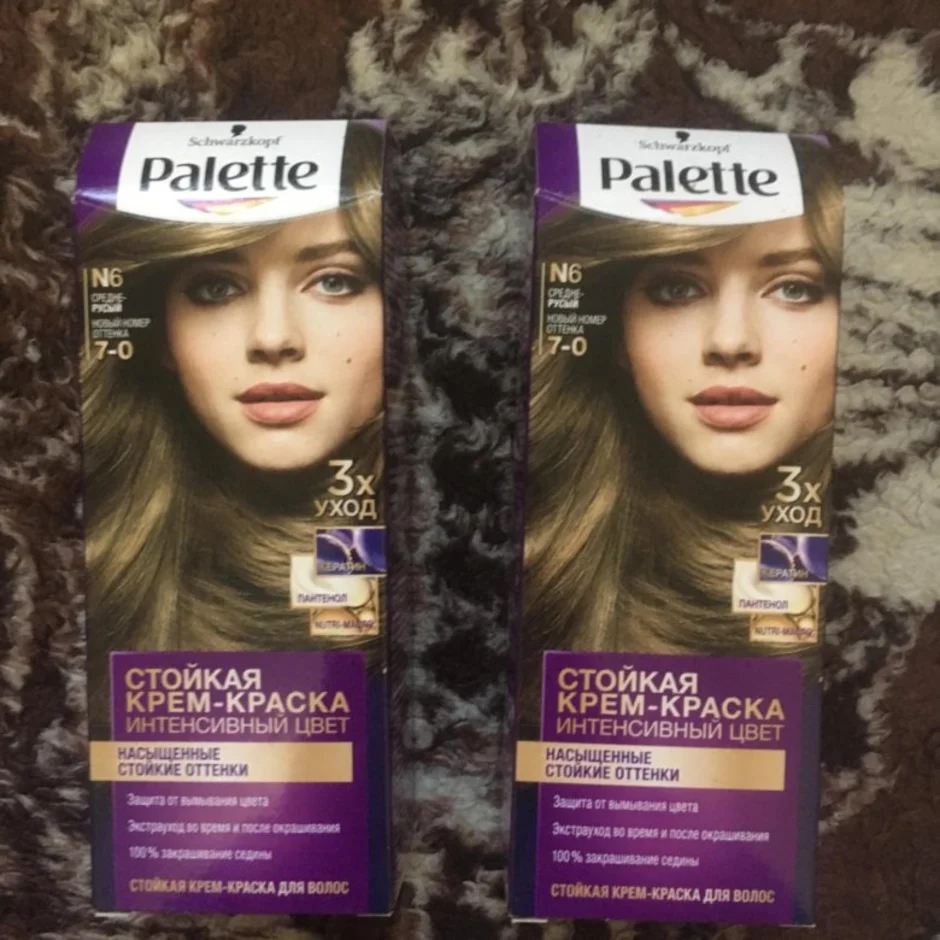 Schwarzkopf
Palette
N6
СРЕДНЕ-
РУСЫЙ
НОВЫЙ НОМЕР
ОТТЕНКА
7-0
3x
УХОД
КЕРАТИН
ПАНТЕНОЛ
NUTRI-МАСЛО
СТОЙКАЯ
КРЕМ-КРАСКА
ИНТЕНСИВНЫЙ ЦВЕТ
НАСЫЩЕННЫЕ
СТОЙКИЕ ОТТЕНКИ
Защита от вымывания цвета
Экстрауход во время и после окрашивания
100% закрашивание седины
СТОЙКАЯ КРЕМ-КРАСКА ДЛЯ ВОЛОС
Schwarzkopf
Palette
N6
СРЕДНЕ-
РУСЫЙ
НОВЫЙ НОМЕР
ОТТЕНКА
7-0
3x
УХОД
КЕРАТИН
ПАНТЕНОЛ
NUTRI-МАСЛО
СТОЙКАЯ
КРЕМ-КРАСКА
ИНТЕНСИВНЫЙ ЦВЕТ
НАСЫЩЕННЫЕ
СТОЙКИЕ ОТТЕНКИ
Защита от вымывания цвета
Экстрауход во время и после окрашивания
100% закрашивание седины
СТОЙКАЯ КРЕМ-КРАСКА ДЛЯ ВОЛОС